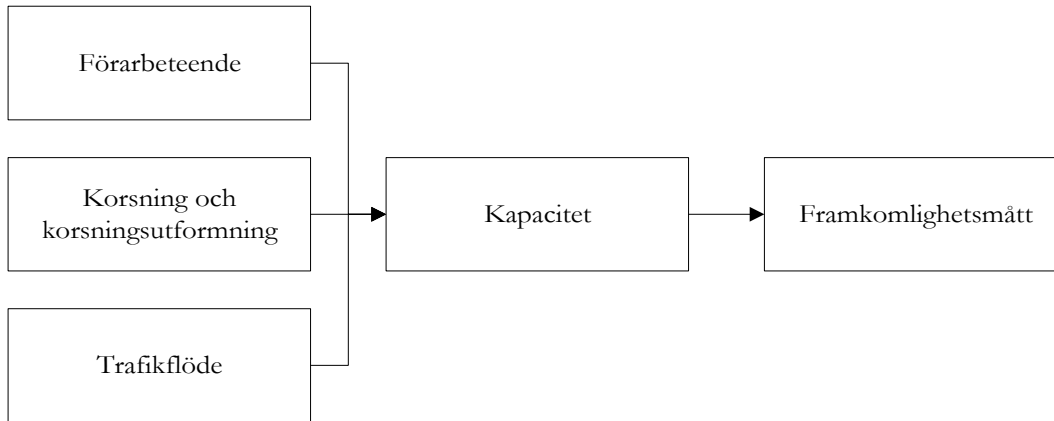 Förarbeteende
Korsning och
korsningsutformning
Kapacitet
Framkomlighetsmått
Trafikflöde